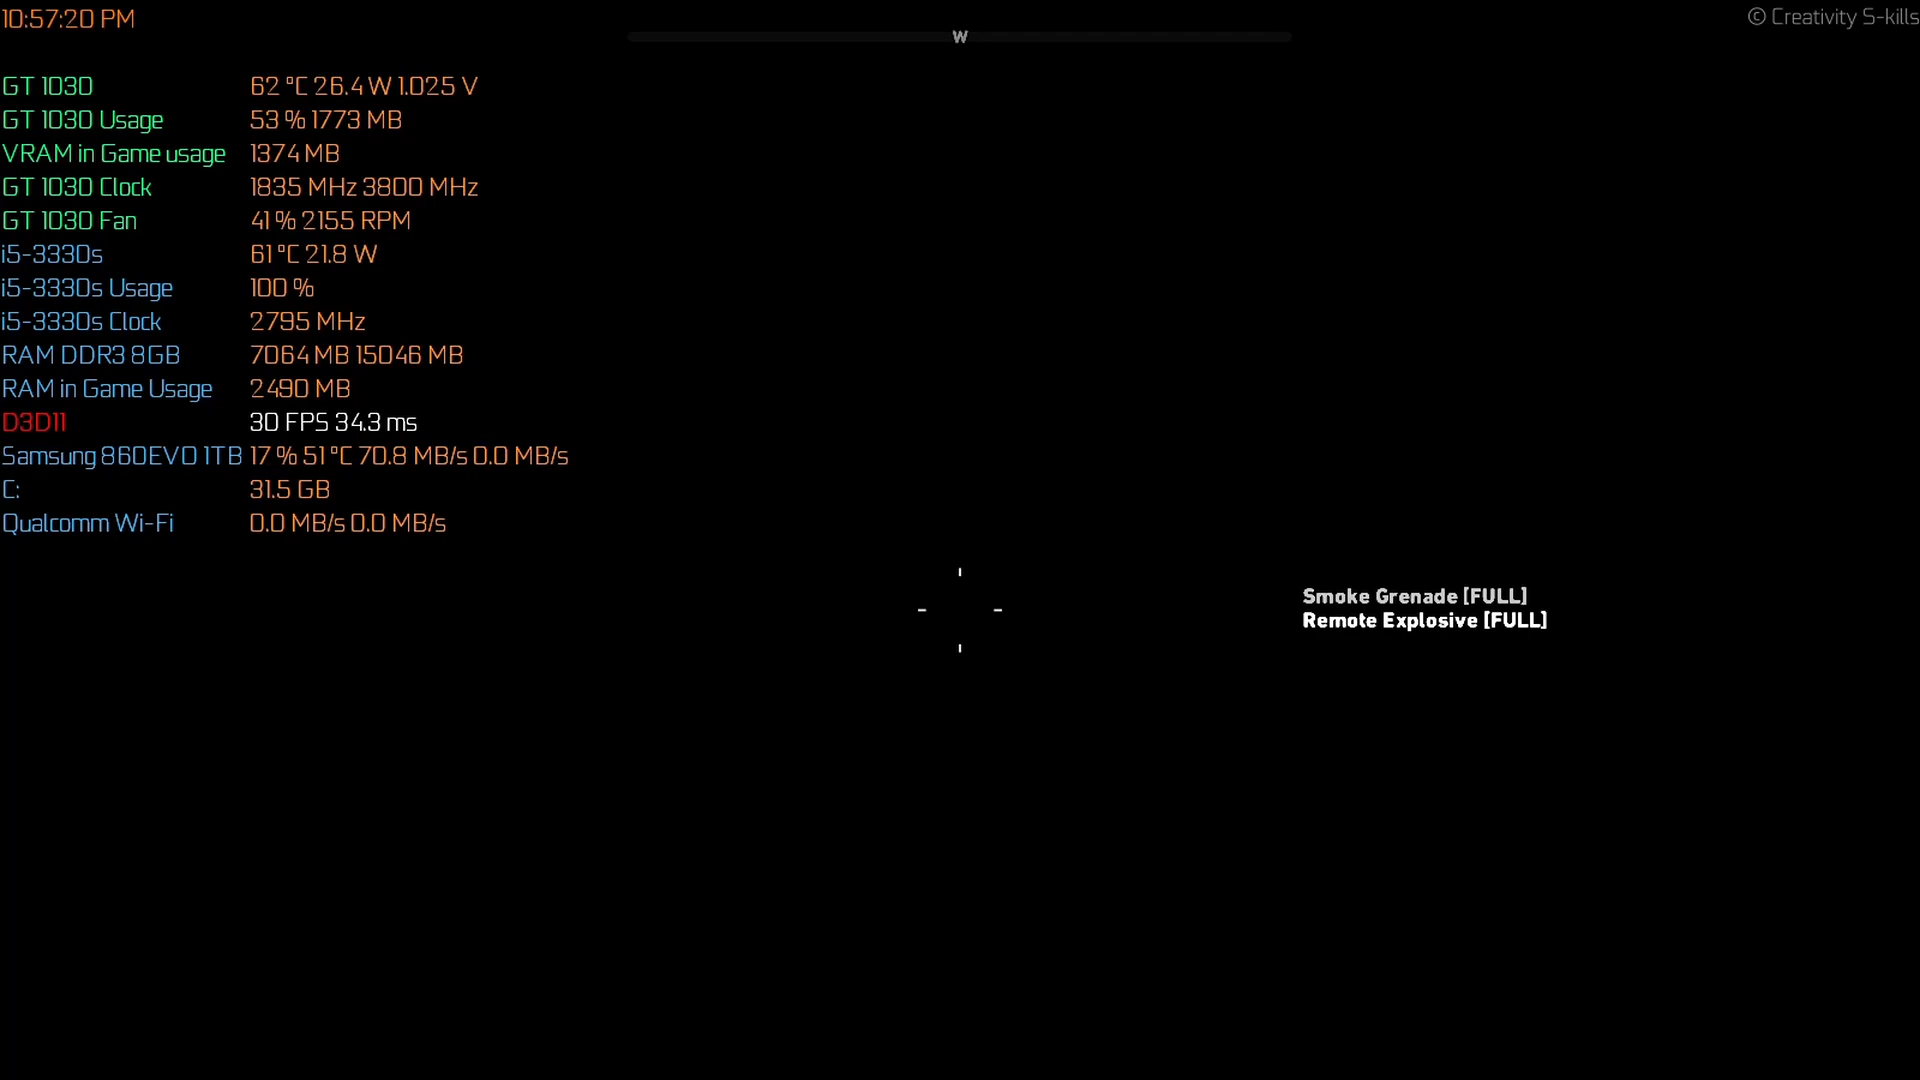 10:57:20 PM
© Creativity S-kills
W
GT 1030 62 °C 26.4 W 1.025 V
GT 1030 Usage 53 % 1773 MB
VRAM in Game usage 1374 MB
GT 1030 Clock 1835 MHz 3800 MHz
GT 1030 Fan 41 % 2155 RPM
i5-3330s 61 °C 21.8 W
i5-3330s Usage 100 %
i5-3330s Clock 2795 MHz
RAM DDR3 8GB 7064 MB 15046 MB
RAM in Game Usage 2490 MB
D3D11 30 FPS 34.3 ms
Samsung 860EVO 1TB 17 % 51 °C 70.8 MB/s 0.0 MB/s
C: 31.5 GB
Qualcomm Wi-Fi 0.0 MB/s 0.0 MB/s
Smoke Grenade [FULL]
Remote Explosive [FULL]